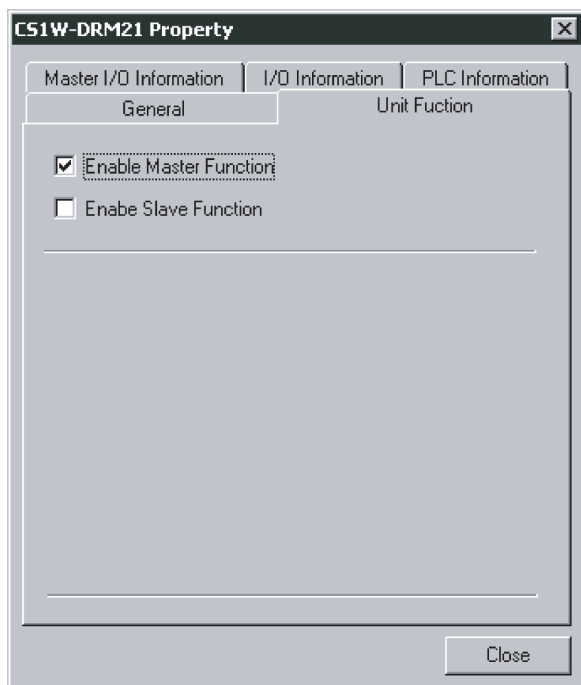 CS1W-DRM21 Property
Master I/O Information I/O Information PLC Information
General Unit Fuction
Enable Master Function
Enabe Slave Function
Close